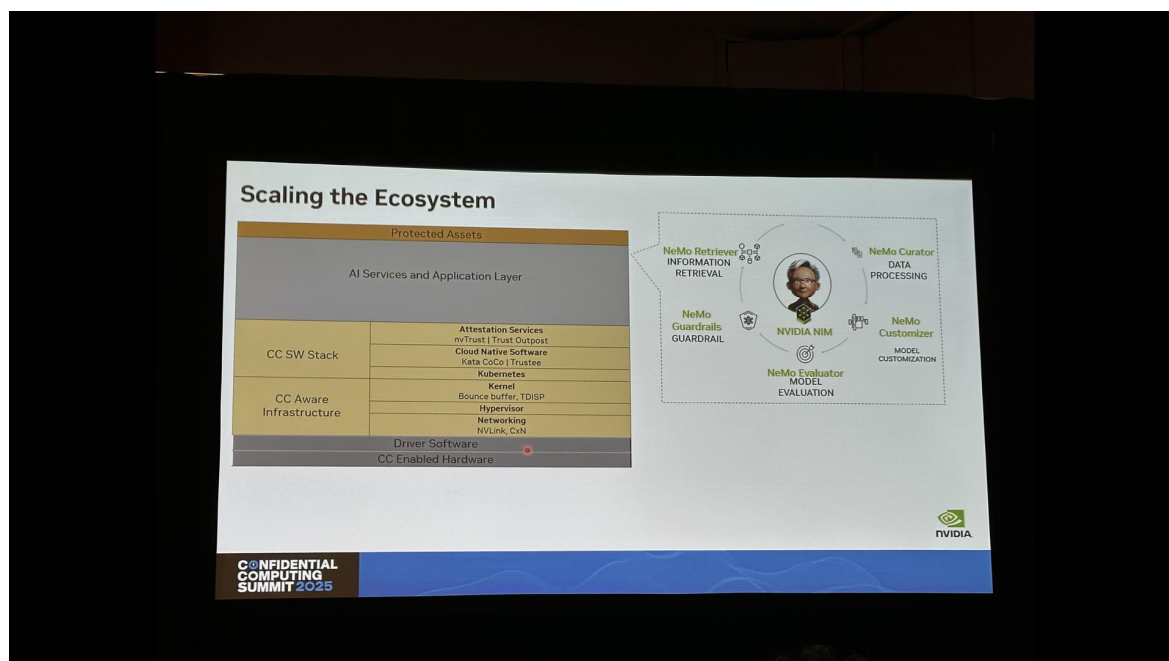 Scaling the Ecosystem
Protected Assets
AI Services and Application Layer
CC SW Stack
Attestation Services
nvTrust | Trust Outpost
Cloud Native Software
Kata CoCo | Trustee
Kubernetes
CC Aware
Infrastructure
Kernel
Bounce buffer, TDISP
Hypervisor
Networking
NVLink, CxN
Driver Software
CC Enabled Hardware
NeMo Retriever
INFORMATION
RETRIEVAL
NeMo Curator
DATA
PROCESSING
NeMo
Guardrails
GUARDRAIL
NVIDIA NIM
NeMo
Customizer
MODEL
CUSTOMIZATION
NeMo Evaluator
MODEL
EVALUATION
NVIDIA.
CONFIDENTIAL
COMPUTING
SUMMIT 2025